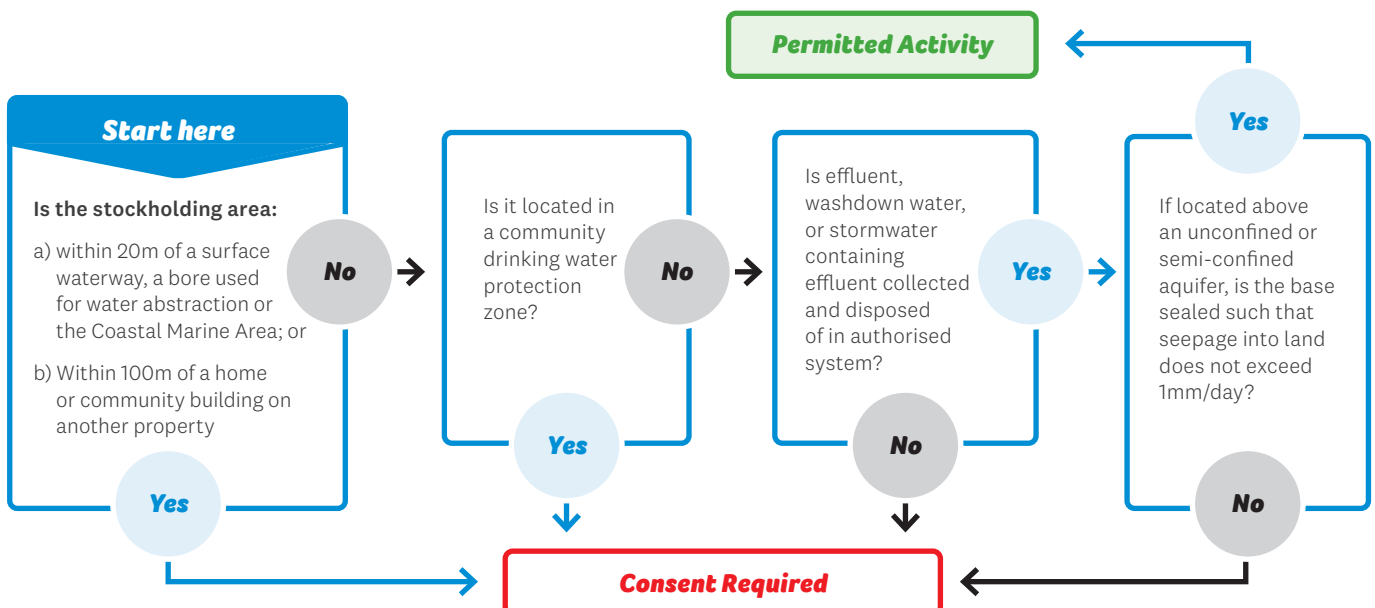 Permitted Activity
Start here
Is the stockholding area:
a) within 20m of a surface
waterway, a bore used
for water abstraction or
the Coastal Marine Area; or
b) Within 100m of a home
or community building on
another property
No
Yes
Is it located in
a community
drinking water
protection
zone?
No
Yes
Is effluent,
washdown water,
or stormwater
containing
effluent collected
and disposed
of in authorised
system?
Yes
No
Yes
If located above
an unconfined or
semi-confined
aquifer, is the base
sealed such that
seepage into land
does not exceed
1mm/day?
No
Consent Required